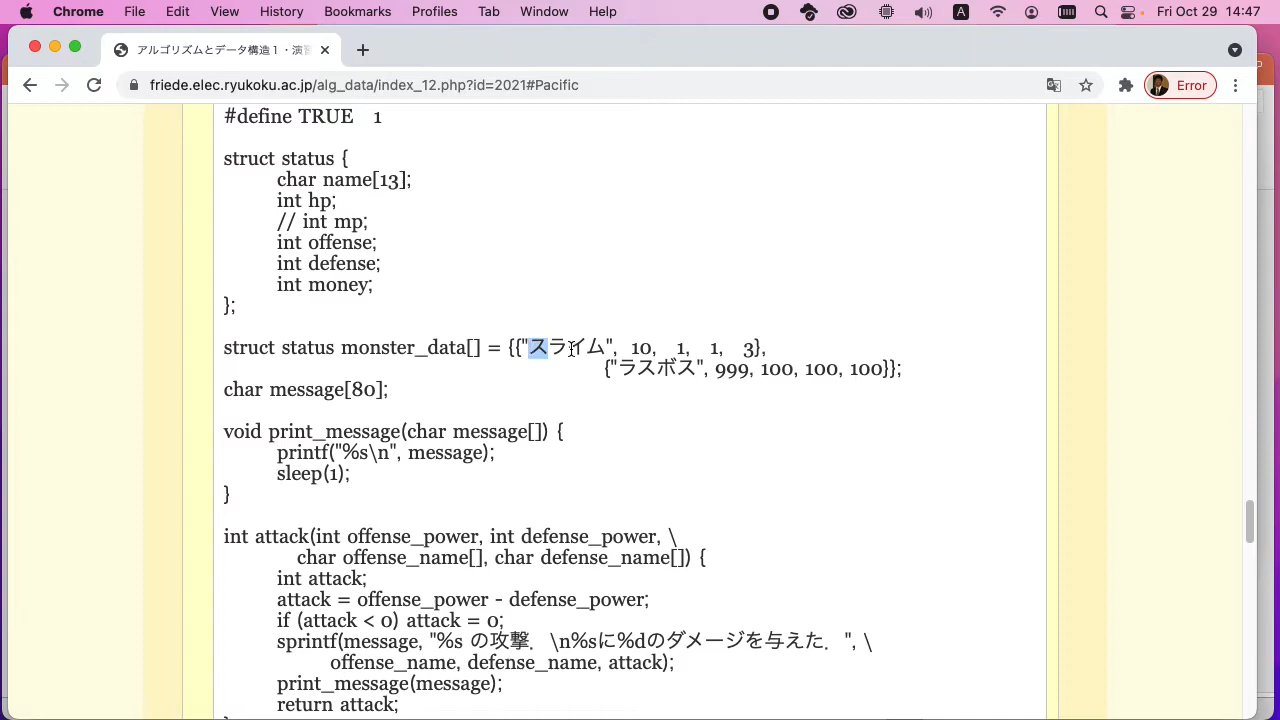 Chrome File Edit View History Bookmarks Profiles Tab Window Help A Fri Oct 29 14:47
アルゴリズムとデータ構造１・演習
friede.elec.ryukoku.ac.jp/alg_data/index_12.php?id=2021#Pacific Error
#define TRUE 1
struct status {
char name[13];
int hp;
// int mp;
int offense;
int defense;
int money;
};
struct status monster_data[] = {{"スライム", 10, 1, 1, 3},
{"ラスボス", 999, 100, 100, 100}};
char message[80];
void print_message(char message[]) {
printf("%s\n", message);
sleep(1);
}
int attack(int offense_power, int defense_power, \
char offense_name[], char defense_name[]) {
int attack;
attack = offense_power - defense_power;
if (attack < 0) attack = 0;
sprintf(message, "%s の攻撃．\n%sに%dのダメージを与えた．", \
offense_name, defense_name, attack);
print_message(message);
return attack;